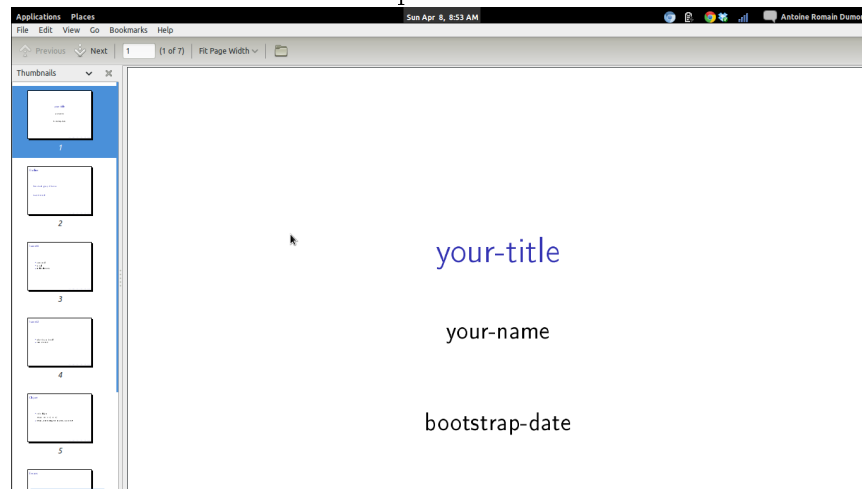 Applications Places Sun Apr 8, 8:53 AM Antoine Romain Dumo
File Edit View Go Bookmarks Help
Previous Next 1 (1 of 7) Fit Page Width
Thumbnails
1
2
3
4
5
your-title
your-name
bootstrap-date